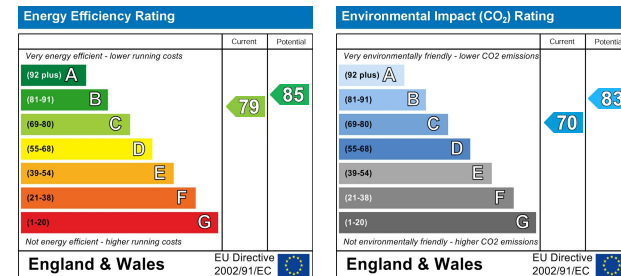 Energy Efficiency Rating
Current Potential
Very energy efficient - lower running costs
(92 plus) A
(81-91) B
(69-80) C
(55-68) D
(39-54) E
(21-38) F
(1-20) G
79
85
Not energy efficient - higher running costs
England & Wales
EU Directive
2002/91/EC
Environmental Impact (CO₂) Rating
Current Potentia
Very environmentally friendly - lower CO2 emissions
(92 plus) A
(81-91) B
(69-80) C
(55-68) D
(39-54) E
(21-38) F
(1-20) G
70
83
Not environmentally friendly - higher CO2 emissions
England & Wales
EU Directive
2002/91/EC